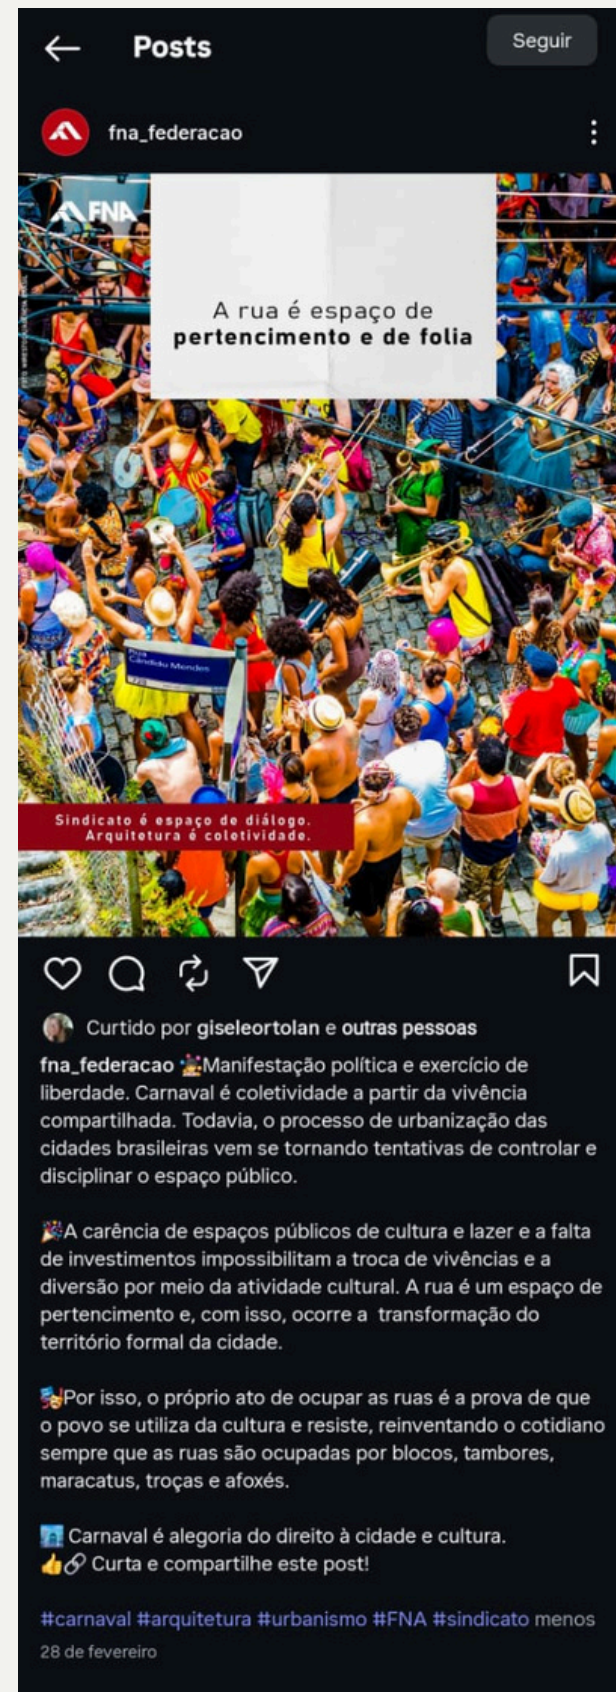 Posts
Seguir
fna_federacao
FNA
A rua é espaço de
pertencimento e de folia
Rua
Cândido Mendes
Sindicato é espaço de diálogo.
Arquitetura é coletividade.
Curtido por giseleortolan e outras pessoas
fna_federacao Manifestação política e exercício de
liberdade. Carnaval é coletividade a partir da vivência
compartilhada. Todavia, o processo de urbanização das
cidades brasileiras vem se tornando tentativas de controlar e
disciplinar o espaço público.
🎉A carência de espaços públicos de cultura e lazer e a falta
de investimentos impossibilitam a troca de vivências e a
diversão por meio da atividade cultural. A rua é um espaço de
pertencimento e, com isso, ocorre a transformação do
território formal da cidade.
🎭Por isso, o próprio ato de ocupar as ruas é a prova de que
o povo se utiliza da cultura e resiste, reinventando o cotidiano
sempre que as ruas são ocupadas por blocos, tambores,
maracatus, troças e afoxés.
Carnaval é alegoria do direito à cidade e cultura.
👍🔗 Curta e compartilhe este post!
#carnaval #arquitetura #urbanismo #FNA #sindicato menos
28 de fevereiro